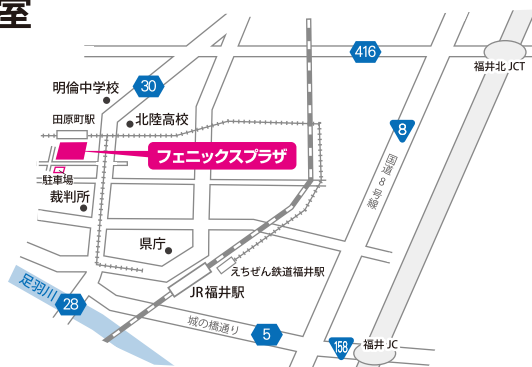 室
416
福井北 JCT
明倫中学校
30
田原町駅
北陸高校
8
フェニックスプラザ
国道8号線
駐車場
裁判所
県庁
えちぜん鉄道福井駅
足羽川
JR福井駅
28
城の橋通り
5
158
福井 JC